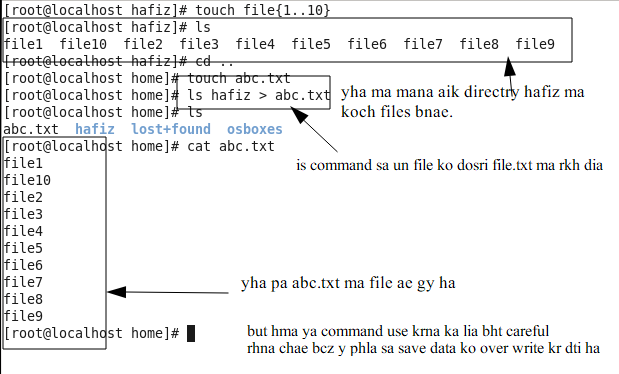 [root@localhost hafiz]# touch file{1..10}
[root@localhost hafiz]# ls
file1 file10 file2 file3 file4 file5 file6 file7 file8 file9
[root@localhost hafiz]# cd ..
[root@localhost home]# touch abc.txt
[root@localhost home]# ls hafiz > abc.txt
[root@localhost home]# ls
abc.txt hafiz lost+found osboxes
[root@localhost home]# cat abc.txt
file1
file10
file2
file3
file4
file5
file6
file7
file8
file9
[root@localhost home]#
yha ma mana aik directry hafiz ma
koch files bnae.
is command sa un file ko dosri file.txt ma rkh dia
yha pa abc.txt ma file ae gy ha
but hma ya command use krna ka lia bht careful
rhna chae bcz y phla sa save data ko over write kr dti ha